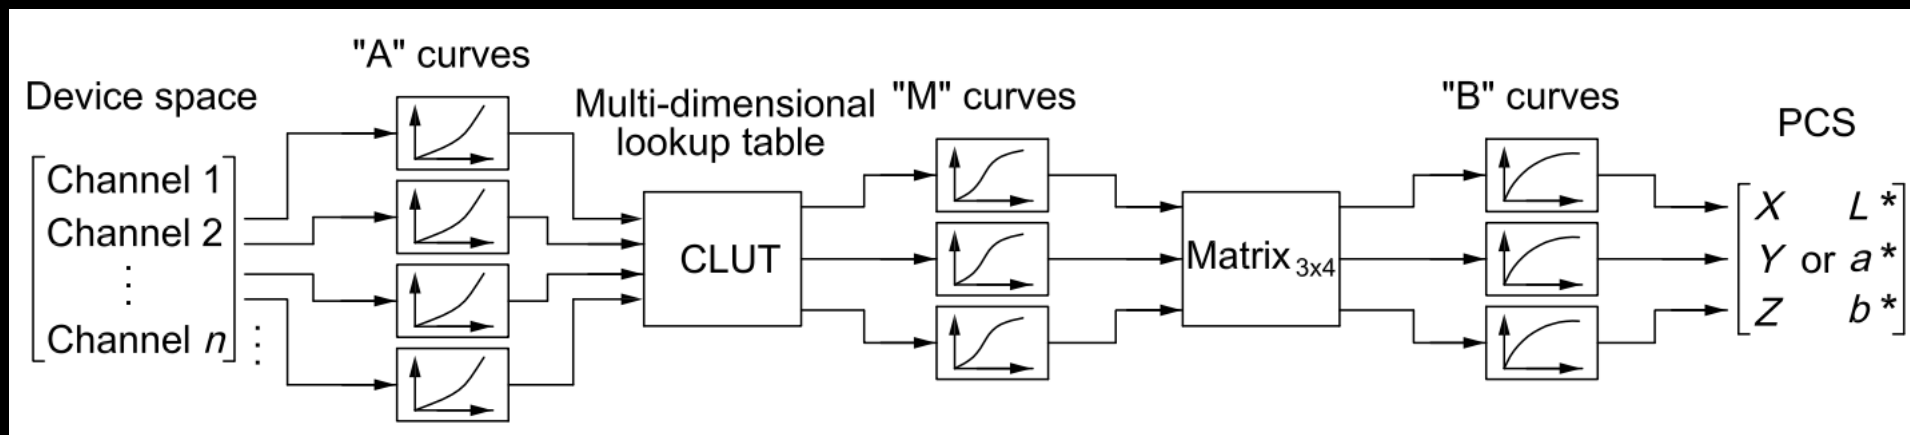 Device space
Channel 1
Channel 2
⋮
Channel n
⋮
"A" curves
Multi-dimensional
lookup table
CLUT
"M" curves
Matrix 3x4
"B" curves
PCS
X L*
Y or a*
Z b*